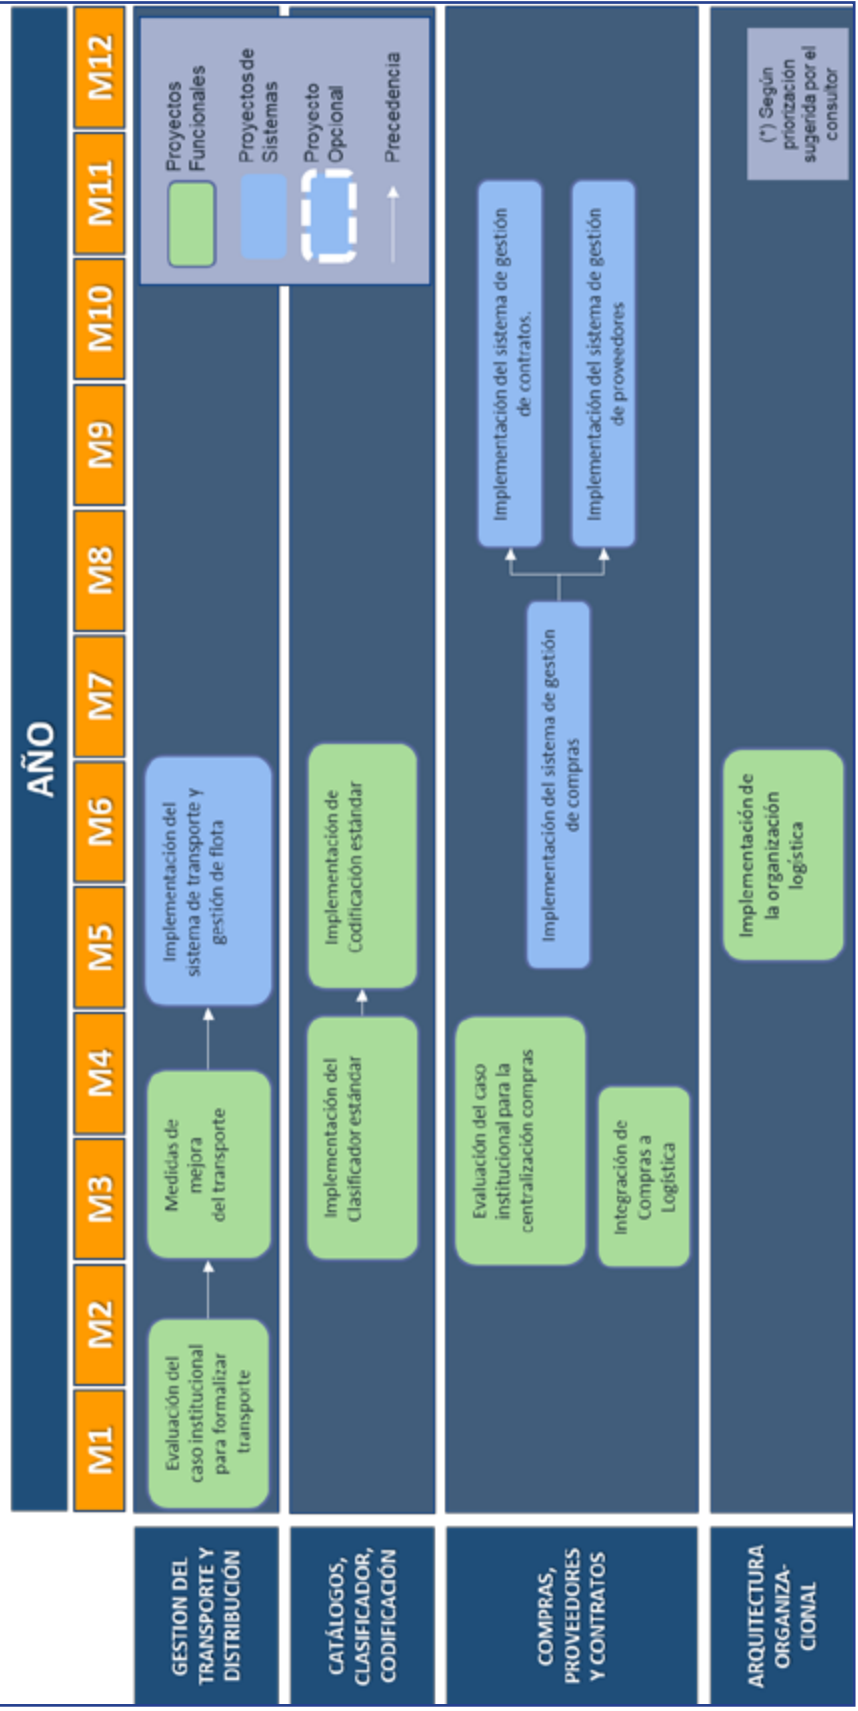 AÑO
M1
M2
M3
M4
M5
M6
M7
M8
M9
M10
M11
M12
GESTION DEL
TRANSPORTE Y
DISTRIBUCIÓN
Evaluación del
caso institucional
para formalizar
transporte
Medidas de
mejora
del transporte
Implementación del
sistema de transporte y
gestión de flota
CATÁLOGOS,
CLASIFICADOR,
CODIFICACIÓN
Implementación del
Clasificador estándar
Implementación de
Codificación estándar
COMPRAS,
PROVEEDORES
Y CONTRATOS
Evaluación del caso
institucional para la
centralización compras
Integración de
Compras a
Logística
Implementación del sistema de gestión
de compras
Implementación del sistema de gestión
de contratos.
Implementación del sistema de gestión
de proveedores
ARQUITECTURA
ORGANIZA-
CIONAL
Implementación de
la organización
logística
Proyectos
Funcionales
Proyectos de
Sistemas
Proyecto
Opcional
Precedencia
(*) Según
priorización
sugerida por el
consultor